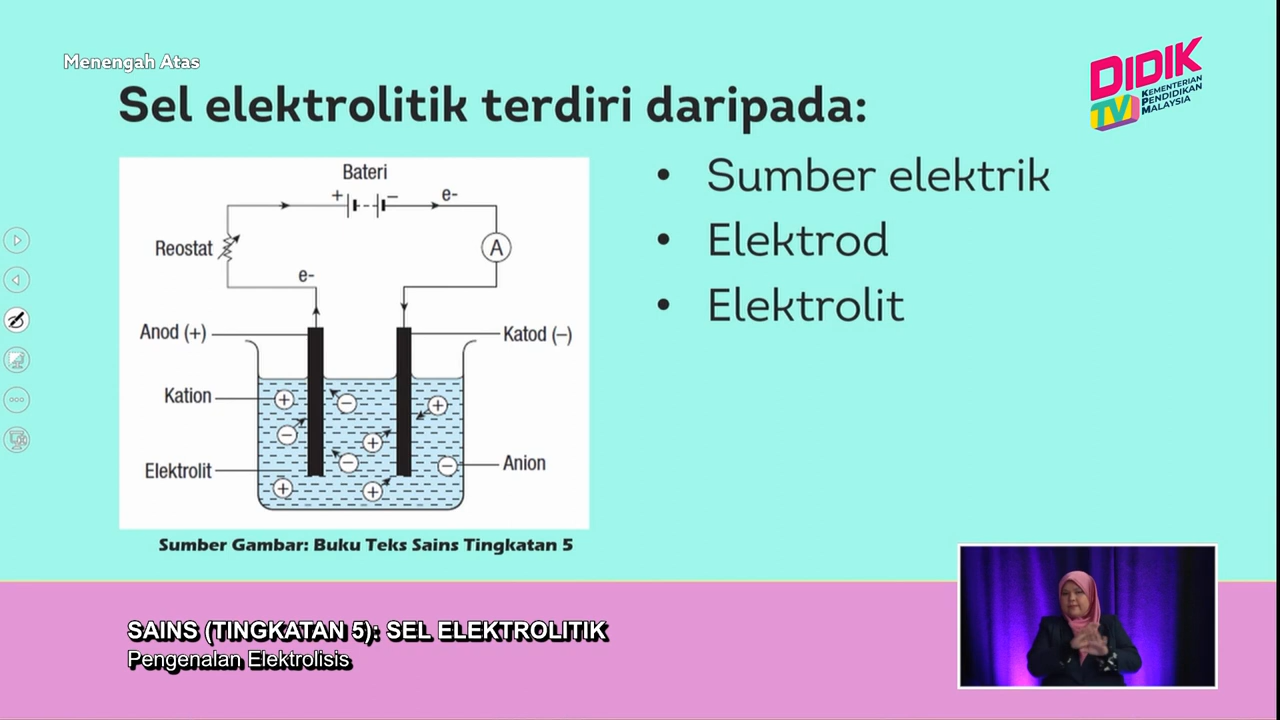 Menengah Atas
DIDIK
TV
KEMENTERIAN
PENDIDIKAN
MALAYSIA
Sel elektrolitik terdiri daripada:
• Sumber elektrik
• Elektrod
• Elektrolit
Bateri
+
−
e-
Reostat
A
e-
Anod (+)
Katod (−)
Kation
+
−
+
−
+
Elektrolit
−
−
Anion
+
+
Sumber Gambar: Buku Teks Sains Tingkatan 5
SAINS (TINGKATAN 5): SEL ELEKTROLITIK
Pengenalan Elektrolisis